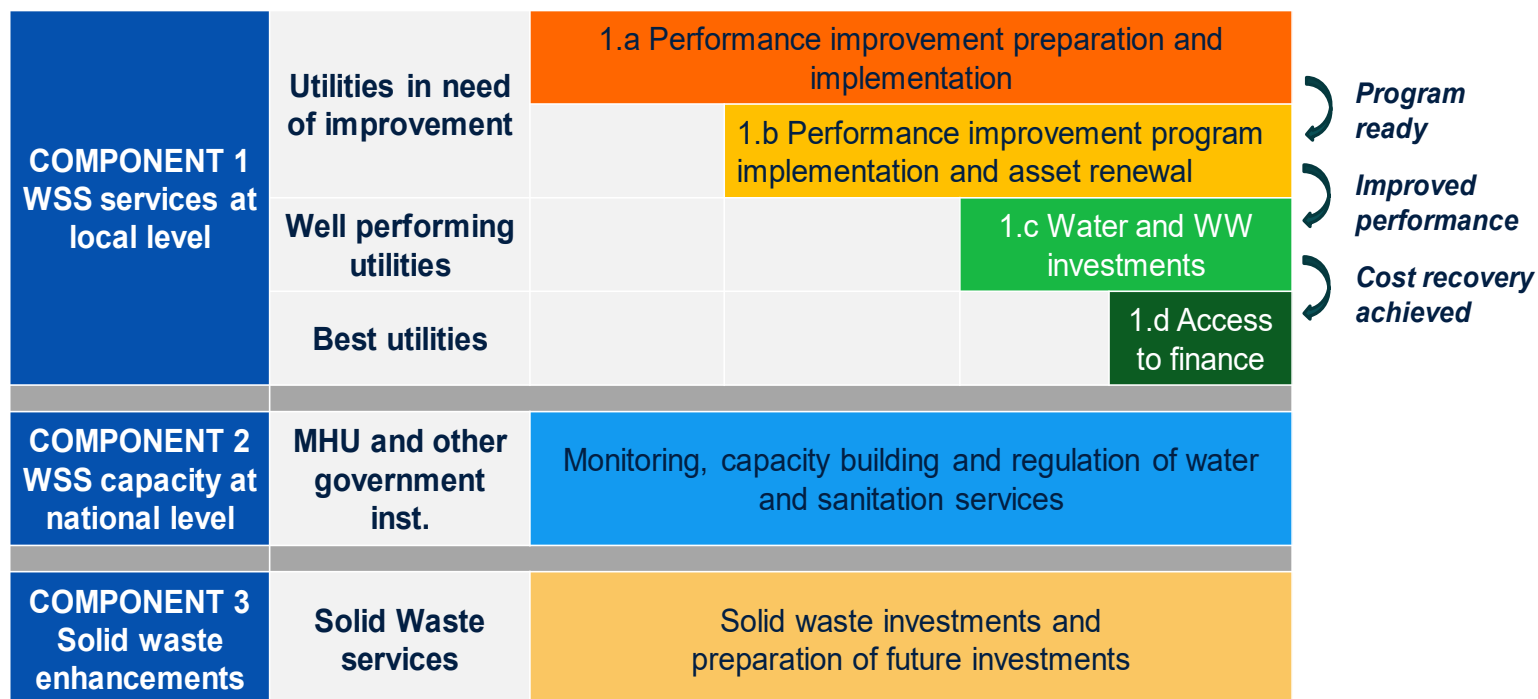 COMPONENT 1
WSS services at
local level
Utilities in need
of improvement
1.a Performance improvement preparation and
implementation
1.b Performance improvement program
implementation and asset renewal
Well performing
utilities
1.c Water and WW
investments
Best utilities
1.d Access
to finance
Program
ready
Improved
performance
Cost recovery
achieved
COMPONENT 2
WSS capacity at
national level
MHU and other
government
inst.
Monitoring, capacity building and regulation of water
and sanitation services
COMPONENT 3
Solid waste
enhancements
Solid Waste
services
Solid waste investments and
preparation of future investments